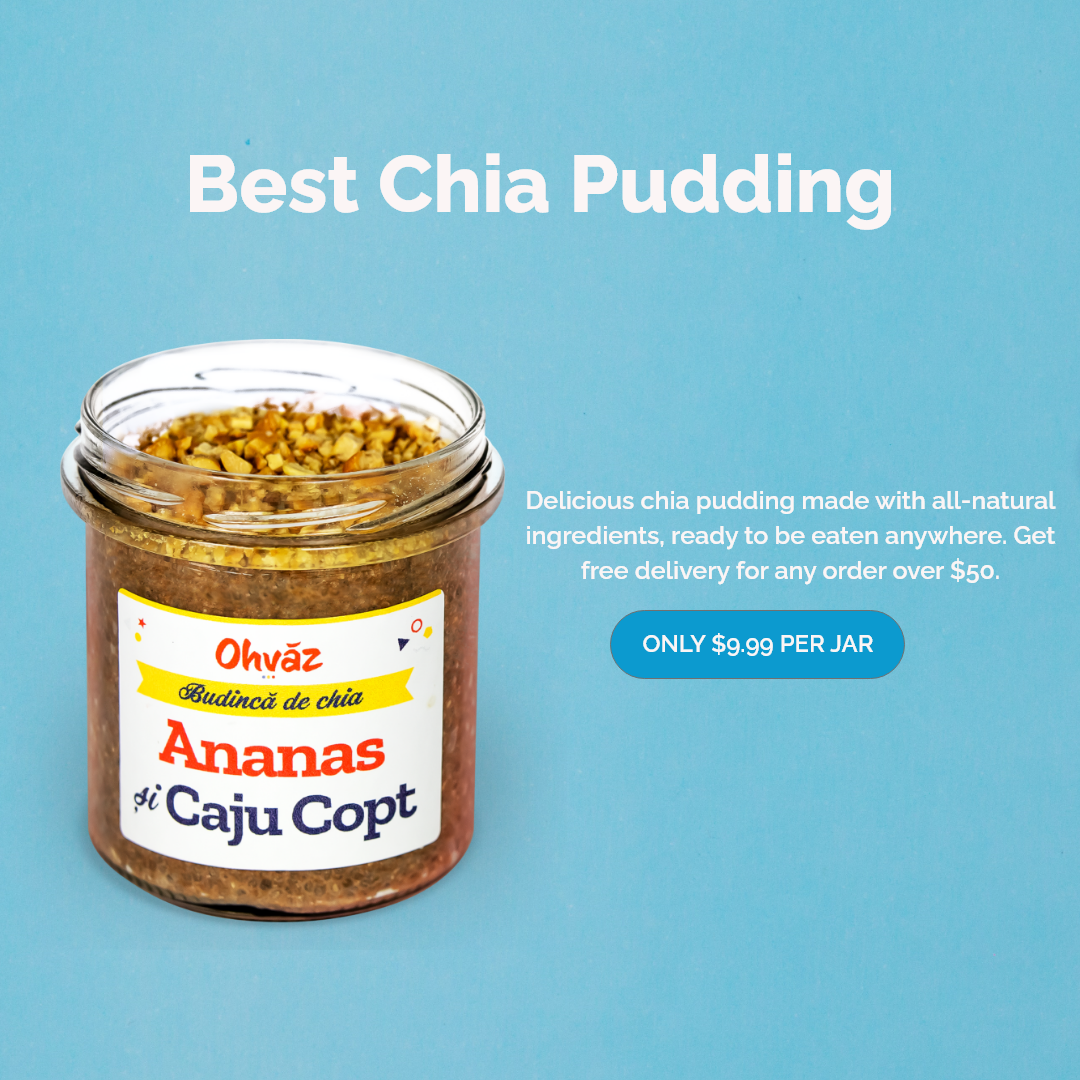 Best Chia Pudding
Delicious chia pudding made with all-natural
ingredients, ready to be eaten anywhere. Get
free delivery for any order over $50.
ONLY $9.99 PER JAR
Ohvăz
Budincă de chia
Ananas
și Caju Copt